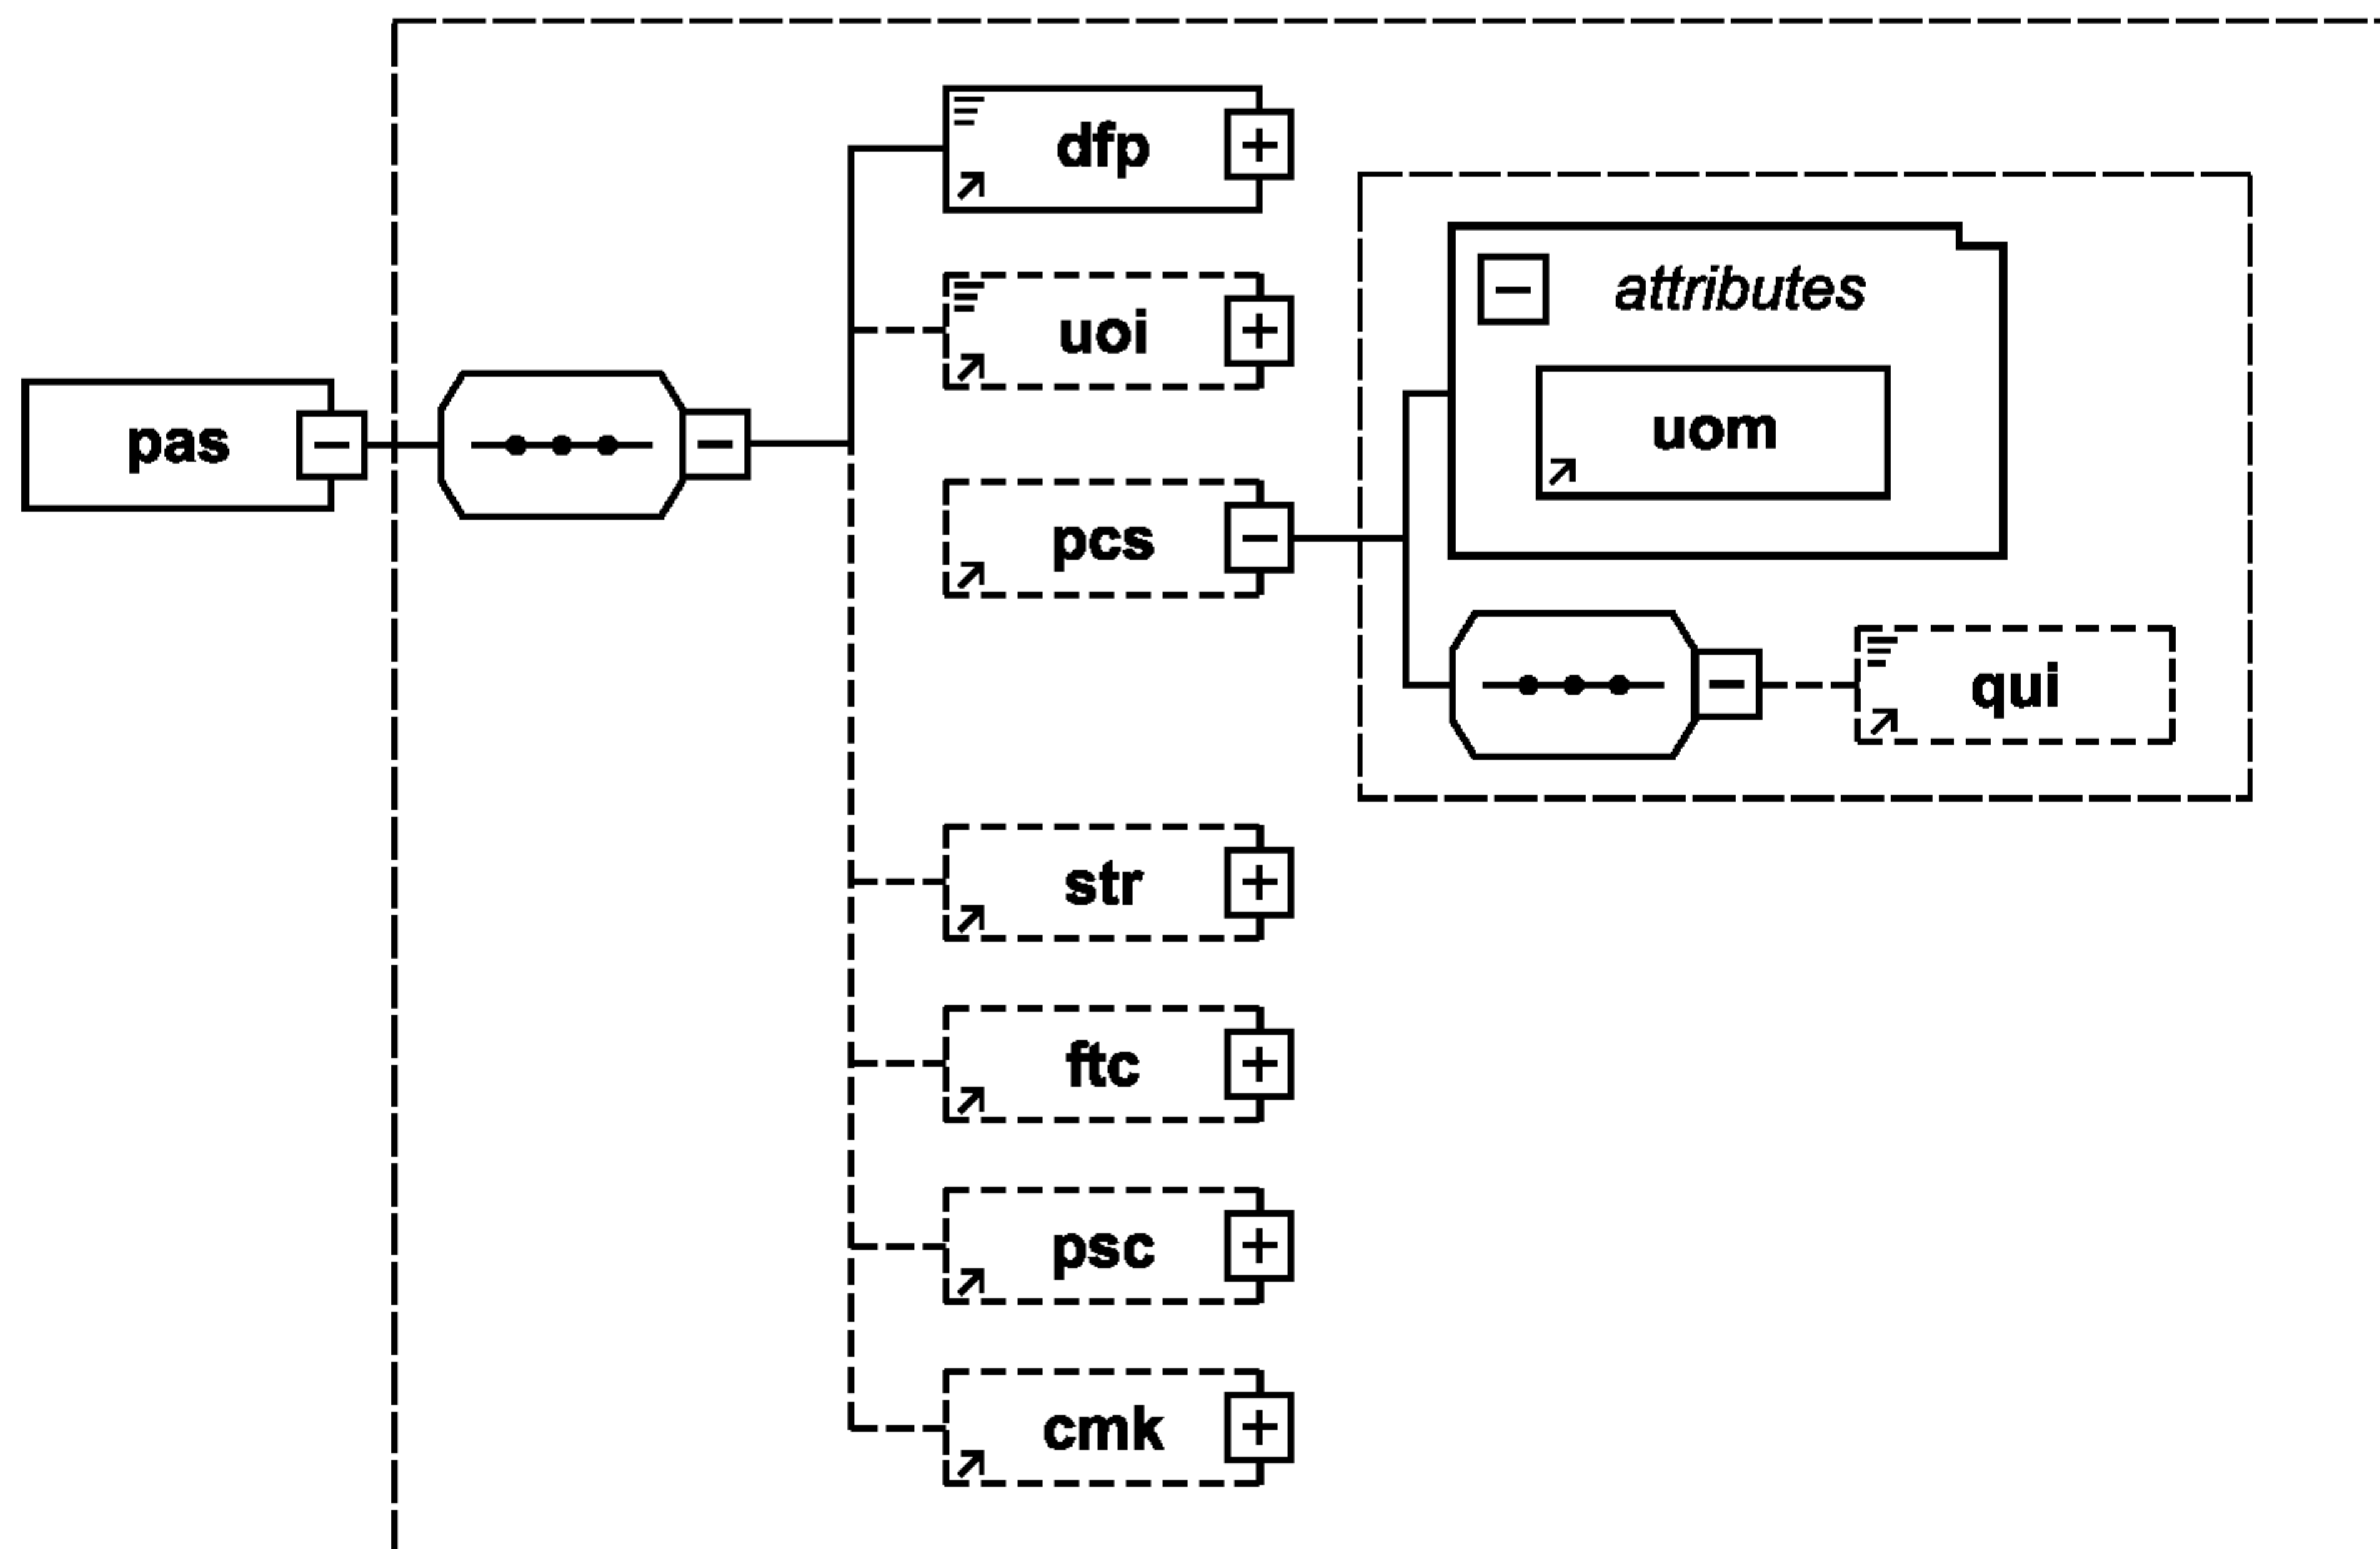 dfp
uoi
attributes
uom
pas
pcs
qui
str
ftc
psc
cmk